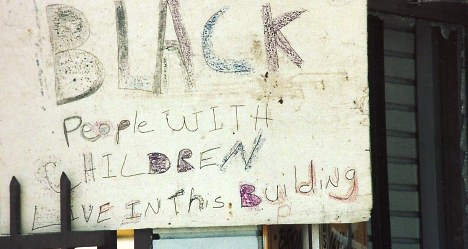 BLACK
People WITH
CHILDREN
LIVE IN THis Building